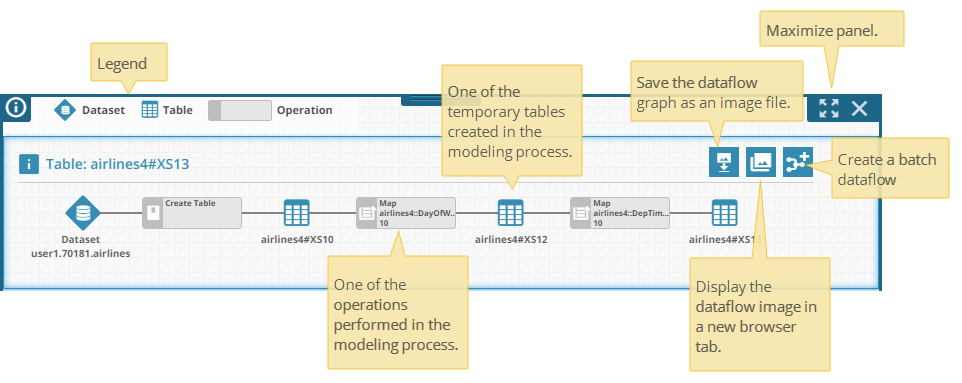 Maximize panel.
Legend
Save the dataflow
graph as an image file.
One of the
temporary tables
created in the
modeling process.
Dataset
Table
Operation
Create a batch
dataflow
Table: airlines4#XS13
Create Table
Map
airlines4::DayOfW...
10
Map
airlines4::DepTim...
10
Dataset
user1.70181.airlines
airlines4#XS10
airlines4#XS12
airlines4#XS13
One of the
operations
performed in the
modeling process.
Display the
dataflow image in
a new browser
tab.